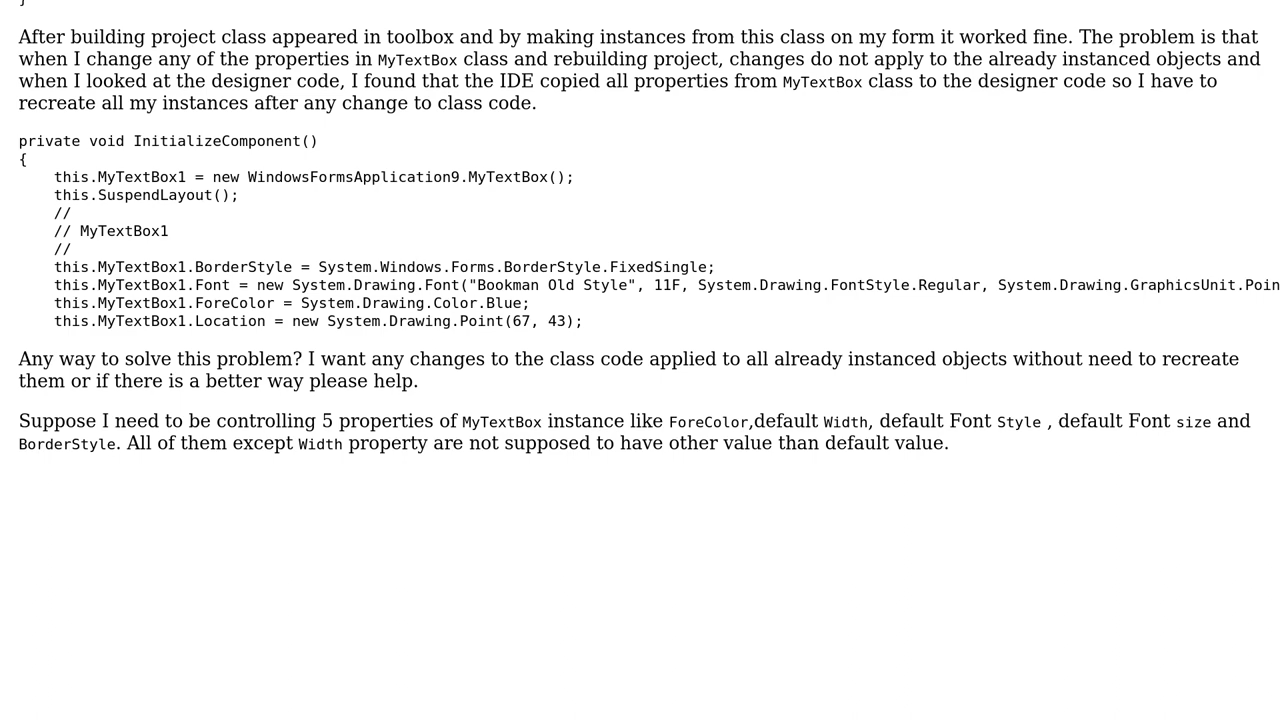 }
After building project class appeared in toolbox and by making instances from this class on my form it worked fine. The problem is that
when I change any of the properties in MyTextBox class and rebuilding project, changes do not apply to the already instanced objects and
when I looked at the designer code, I found that the IDE copied all properties from MyTextBox class to the designer code so I have to
recreate all my instances after any change to class code.
private void InitializeComponent()
{
    this.MyTextBox1 = new WindowsFormsApplication9.MyTextBox();
    this.SuspendLayout();
    //
    // MyTextBox1
    //
    this.MyTextBox1.BorderStyle = System.Windows.Forms.BorderStyle.FixedSingle;
    this.MyTextBox1.Font = new System.Drawing.Font("Bookman Old Style", 11F, System.Drawing.FontStyle.Regular, System.Drawing.GraphicsUnit.Poin
    this.MyTextBox1.ForeColor = System.Drawing.Color.Blue;
    this.MyTextBox1.Location = new System.Drawing.Point(67, 43);
Any way to solve this problem? I want any changes to the class code applied to all already instanced objects without need to recreate
them or if there is a better way please help.
Suppose I need to be controlling 5 properties of MyTextBox instance like ForeColor,default Width, default Font Style , default Font size and
BorderStyle. All of them except Width property are not supposed to have other value than default value.